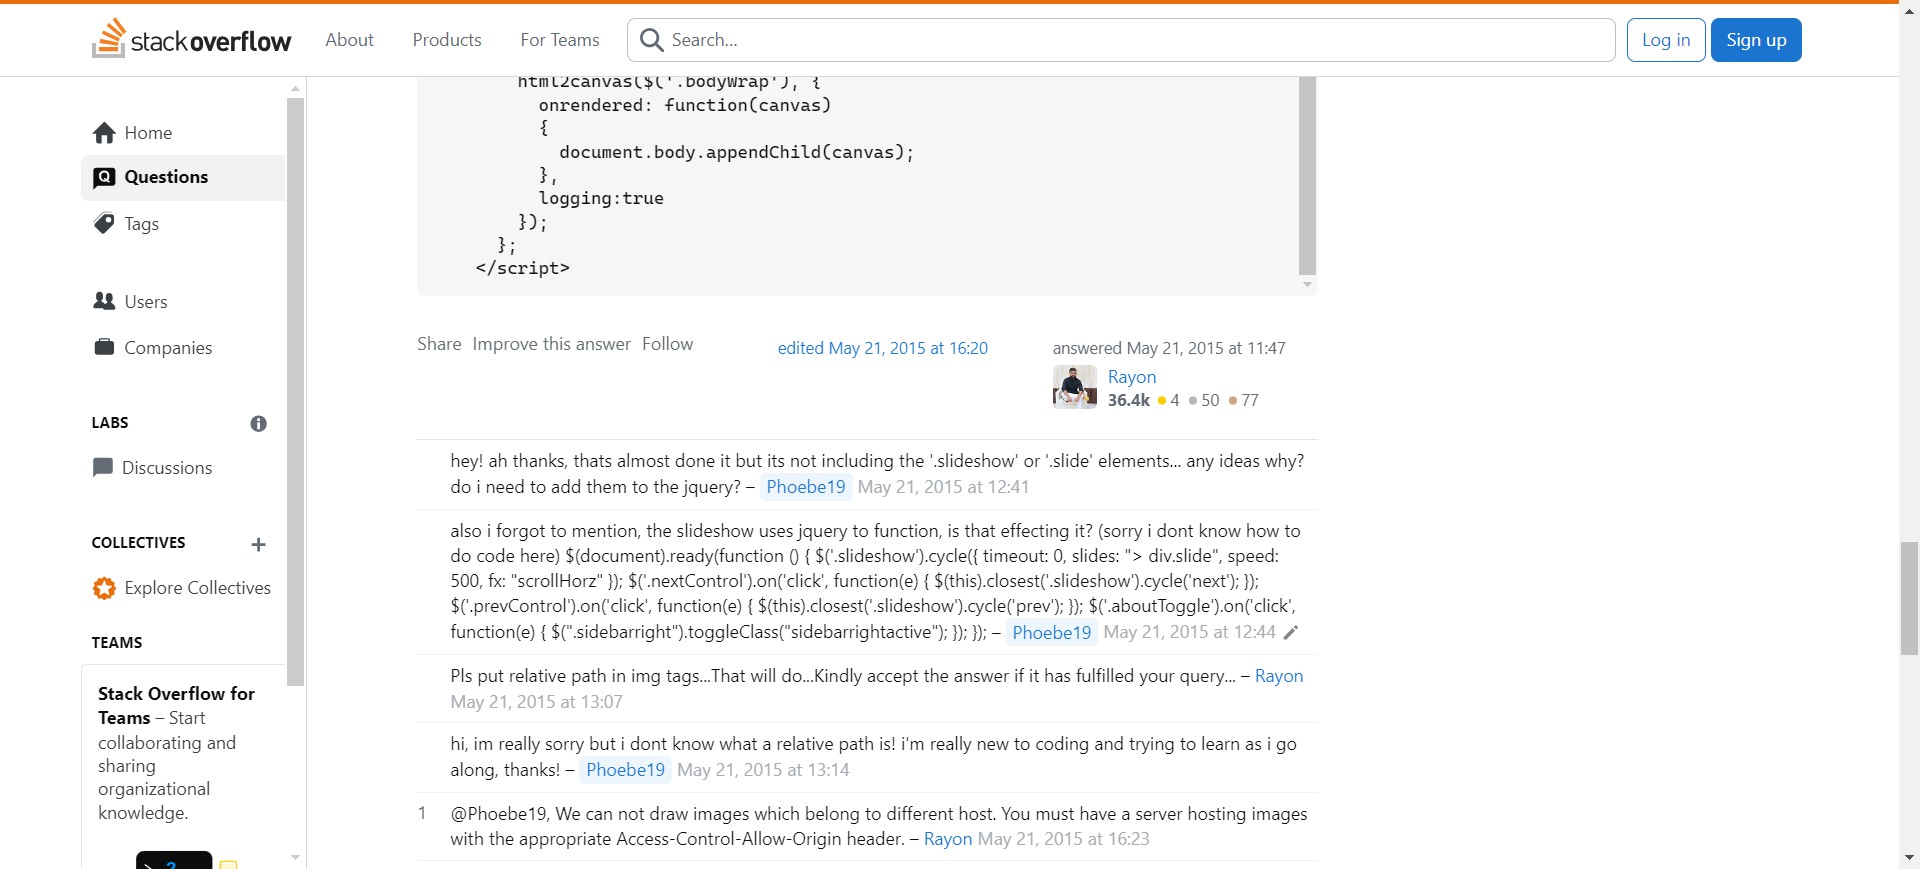 stack overflow
About
Products
For Teams
Search...
Log in
Sign up
Home
Questions
Tags
Users
Companies
LABS
Discussions
COLLECTIVES
Explore Collectives
TEAMS
Stack Overflow for
Teams – Start
collaborating and
sharing
organizational
knowledge.
html2canvas($('.bodyWrap'), {
onrendered: function(canvas)
{
document.body.appendChild(canvas);
},
logging:true
});
};
</script>
Share Improve this answer Follow
edited May 21, 2015 at 16:20
answered May 21, 2015 at 11:47
Rayon
36.4k 4 50 77
hey! ah thanks, thats almost done it but its not including the '.slideshow' or '.slide' elements... any ideas why?
do i need to add them to the jquery? – Phoebe19 May 21, 2015 at 12:41
also i forgot to mention, the slideshow uses jquery to function, is that effecting it? (sorry i dont know how to
do code here) $(document).ready(function () { $('.slideshow').cycle({ timeout: 0, slides: "> div.slide", speed:
500, fx: "scrollHorz" }); $('.nextControl').on('click', function(e) { $(this).closest('.slideshow').cycle('next'); });
$('.prevControl').on('click', function(e) { $(this).closest('.slideshow').cycle('prev'); }); $('.aboutToggle').on('click',
function(e) { $(".sidebarright").toggleClass("sidebarrightactive"); }); }); – Phoebe19 May 21, 2015 at 12:44
Pls put relative path in img tags...That will do...Kindly accept the answer if it has fulfilled your query... – Rayon
May 21, 2015 at 13:07
hi, im really sorry but i dont know what a relative path is! i'm really new to coding and trying to learn as i go
along, thanks! – Phoebe19 May 21, 2015 at 13:14
1 @Phoebe19, We can not draw images which belong to different host. You must have a server hosting images
with the appropriate Access-Control-Allow-Origin header. – Rayon May 21, 2015 at 16:23